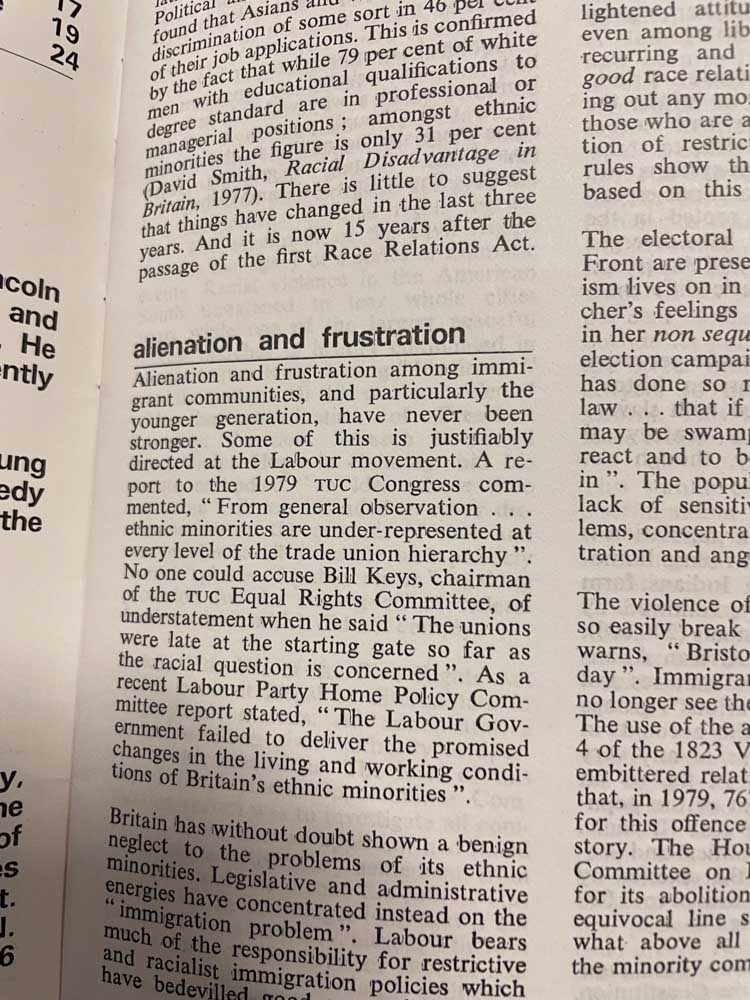 17
19
24
coln
and
He
ntly
ung
edy
the
y,
ne
of
es
t.
J.
6
Political
found that Asians and
discrimination of some sort in 46 per cent
of their job applications. This is confirmed
by the fact that while 79 per cent of white
men with educational qualifications to
degree standard are in professional or
managerial positions ; amongst ethnic
minorities the figure is only 31 per cent
(David Smith, Racial Disadvantage in
Britain, 1977). There is little to suggest
that things have changed in the last three
years. And it is now 15 years after the
passage of the first Race Relations Act.
alienation and frustration
Alienation and frustration among immi-
grant communities, and particularly the
younger generation, have never been
stronger. Some of this is justifiably
directed at the Labour movement. A re-
port to the 1979 TUC Congress com-
mented, “ From general observation . . .
ethnic minorities are under-represented at
every level of the trade union hierarchy ”.
No one could accuse Bill Keys, chairman
of the TUC Equal Rights Committee, of
understatement when he said “ The unions
were late at the starting gate so far as
the racial question is concerned ”. As a
recent Labour Party Home Policy Com-
mittee report stated, “ The Labour Gov-
ernment failed to deliver the promised
changes in the living and working condi-
tions of Britain’s ethnic minorities ”.
Britain has without doubt shown a benign
neglect to the problems of its ethnic
minorities. Legislative and administrative
energies have concentrated instead on the
“ immigration problem ”. Labour bears
much of the responsibility for restrictive
and racialist immigration policies which
have bedevilled
lightened attitu
even among lib
recurring and
good race relati
ing out any mo
those who are a
tion of restric
rules show th
based on this
The electoral
Front are prese
ism lives on in
cher’s feelings
in her non sequ
election campai
has done so
law . . . that if
may be swamp
react and to b
in ”. The popu
lack of sensitiv
lems, concentra
tration and ang
The violence of
so easily break
warns, “ Bristo
day ”. Immigran
no longer see the
The use of the a
4 of the 1823 V
embittered relat
that, in 1979, 76
for this offence
story. The Hou
Committee on
for its abolition
equivocal line s
what above all
the minority com